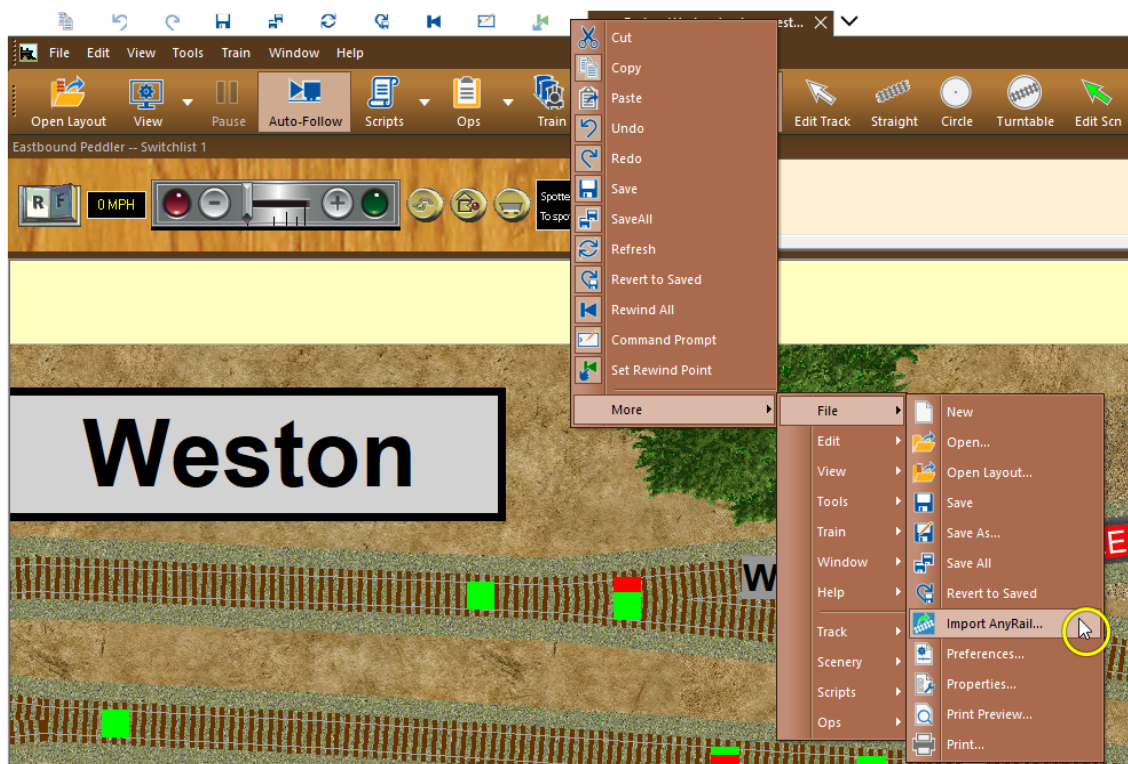 est...
File Edit View Tools Train Window Help
Open Layout View Pause Auto-Follow Scripts Ops Train Edit Track Straight Circle Turntable Edit Scn
Eastbound Peddler -- Switchlist 1
R F 0 MPH
Spotte
To spo
Cut
Copy
Paste
Undo
Redo
Save
SaveAll
Refresh
Revert to Saved
Rewind All
Command Prompt
Set Rewind Point
More
File
Edit
View
Tools
Train
Window
Help
Track
Scenery
Scripts
Ops
New
Open...
Open Layout...
Save
Save As...
Save All
Revert to Saved
Import AnyRail...
Preferences...
Properties...
Print Preview...
Print...
Weston
W
E